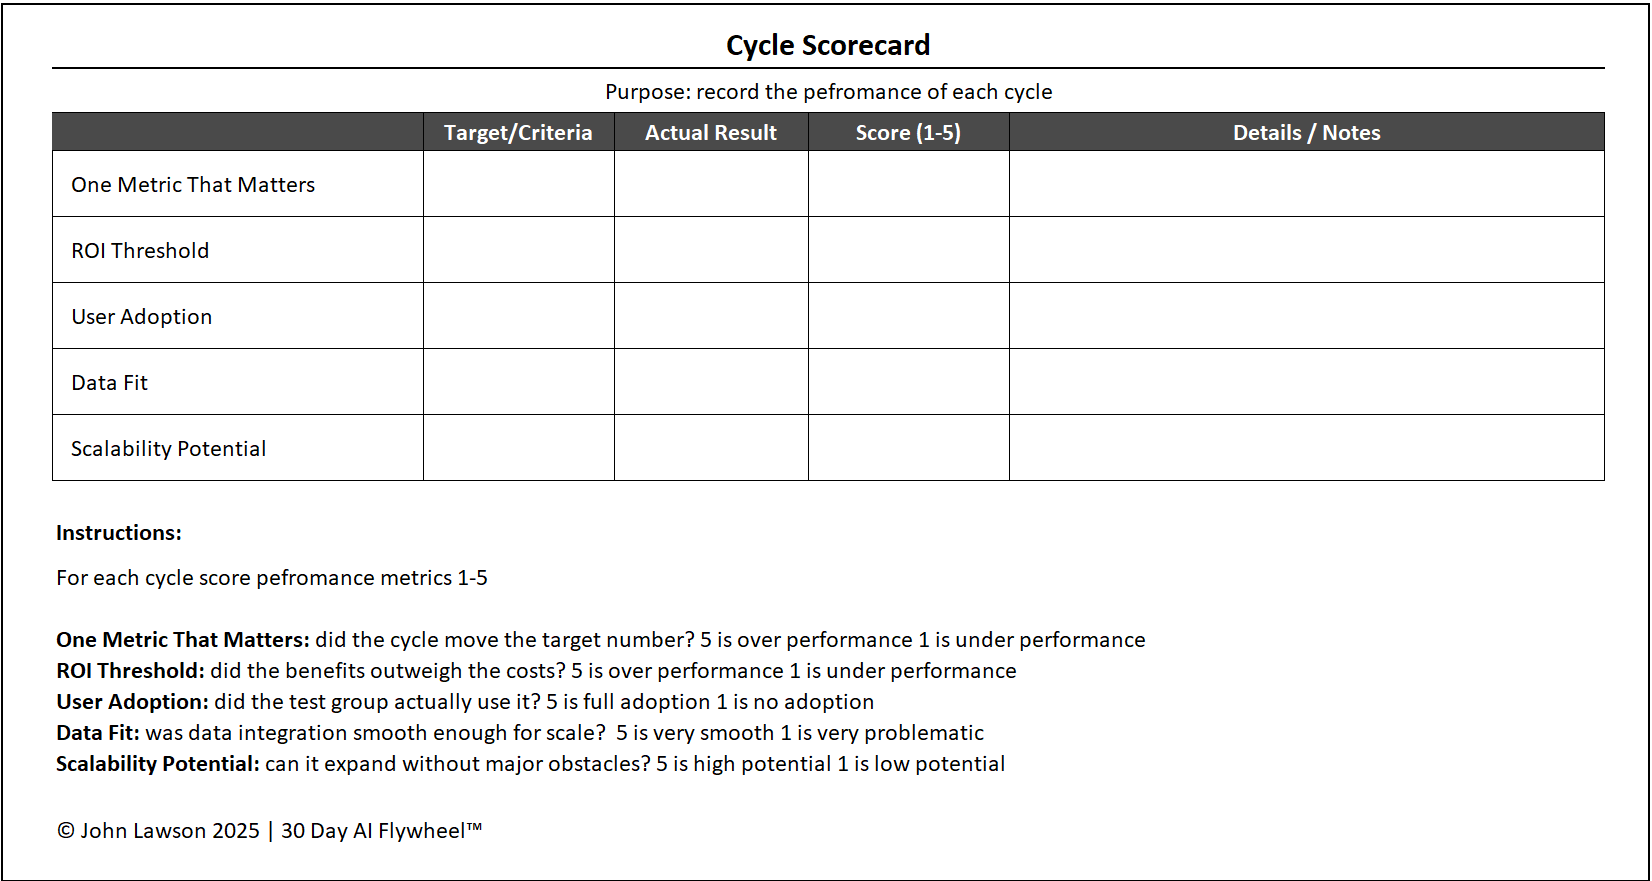 Cycle Scorecard
Purpose: record the pefromance of each cycle
Target/Criteria Actual Result Score (1-5) Details / Notes
One Metric That Matters
ROI Threshold
User Adoption
Data Fit
Scalability Potential
Instructions:
For each cycle score pefromance metrics 1-5
One Metric That Matters: did the cycle move the target number? 5 is over performance 1 is under performance
ROI Threshold: did the benefits outweigh the costs? 5 is over performance 1 is under performance
User Adoption: did the test group actually use it? 5 is full adoption 1 is no adoption
Data Fit: was data integration smooth enough for scale?  5 is very smooth 1 is very problematic
Scalability Potential: can it expand without major obstacles? 5 is high potential 1 is low potential
© John Lawson 2025 | 30 Day AI Flywheel™